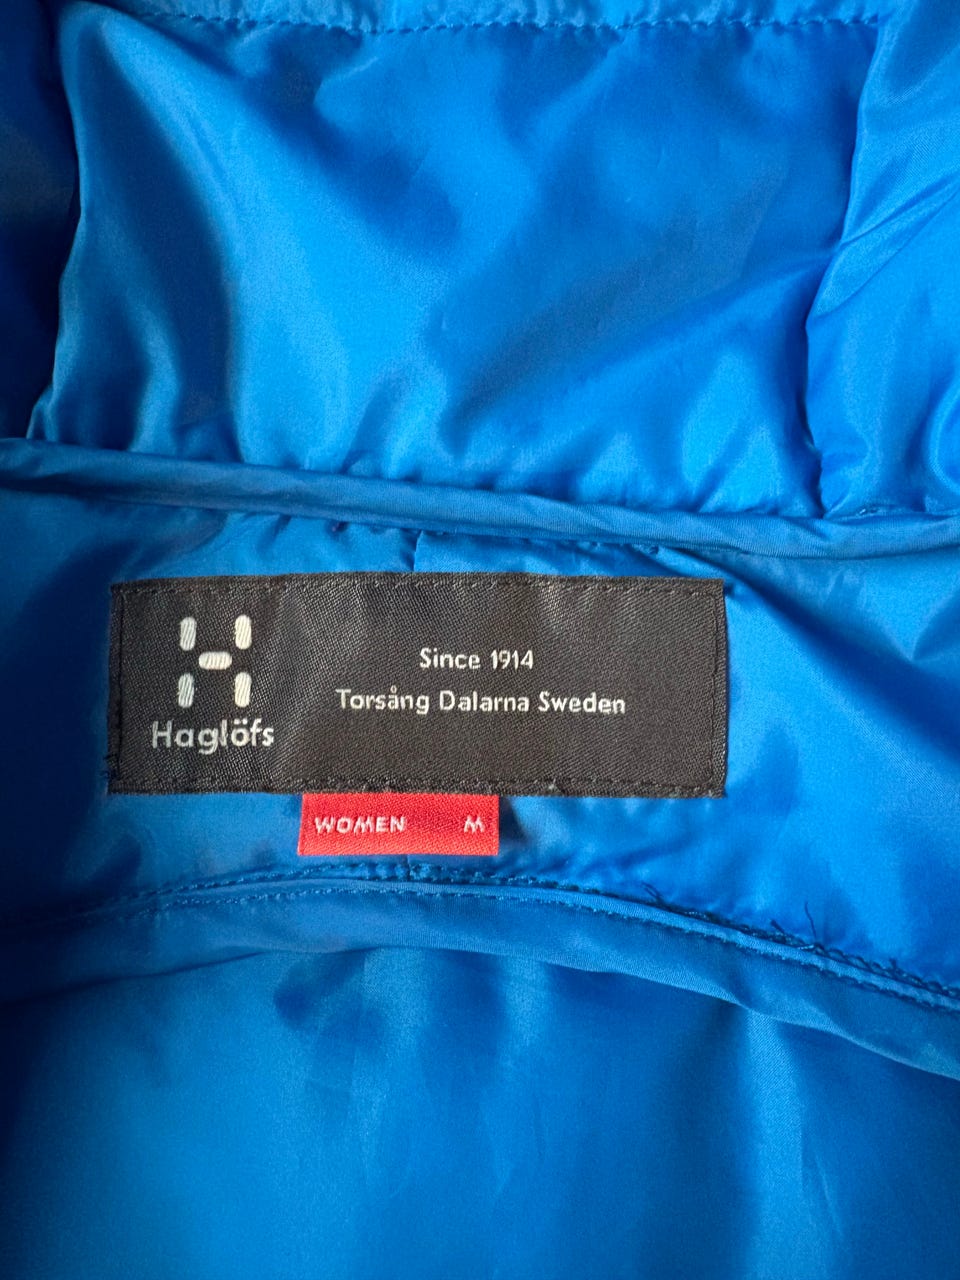 Haglöfs
Since 1914
Torsång Dalarna Sweden
WOMEN M